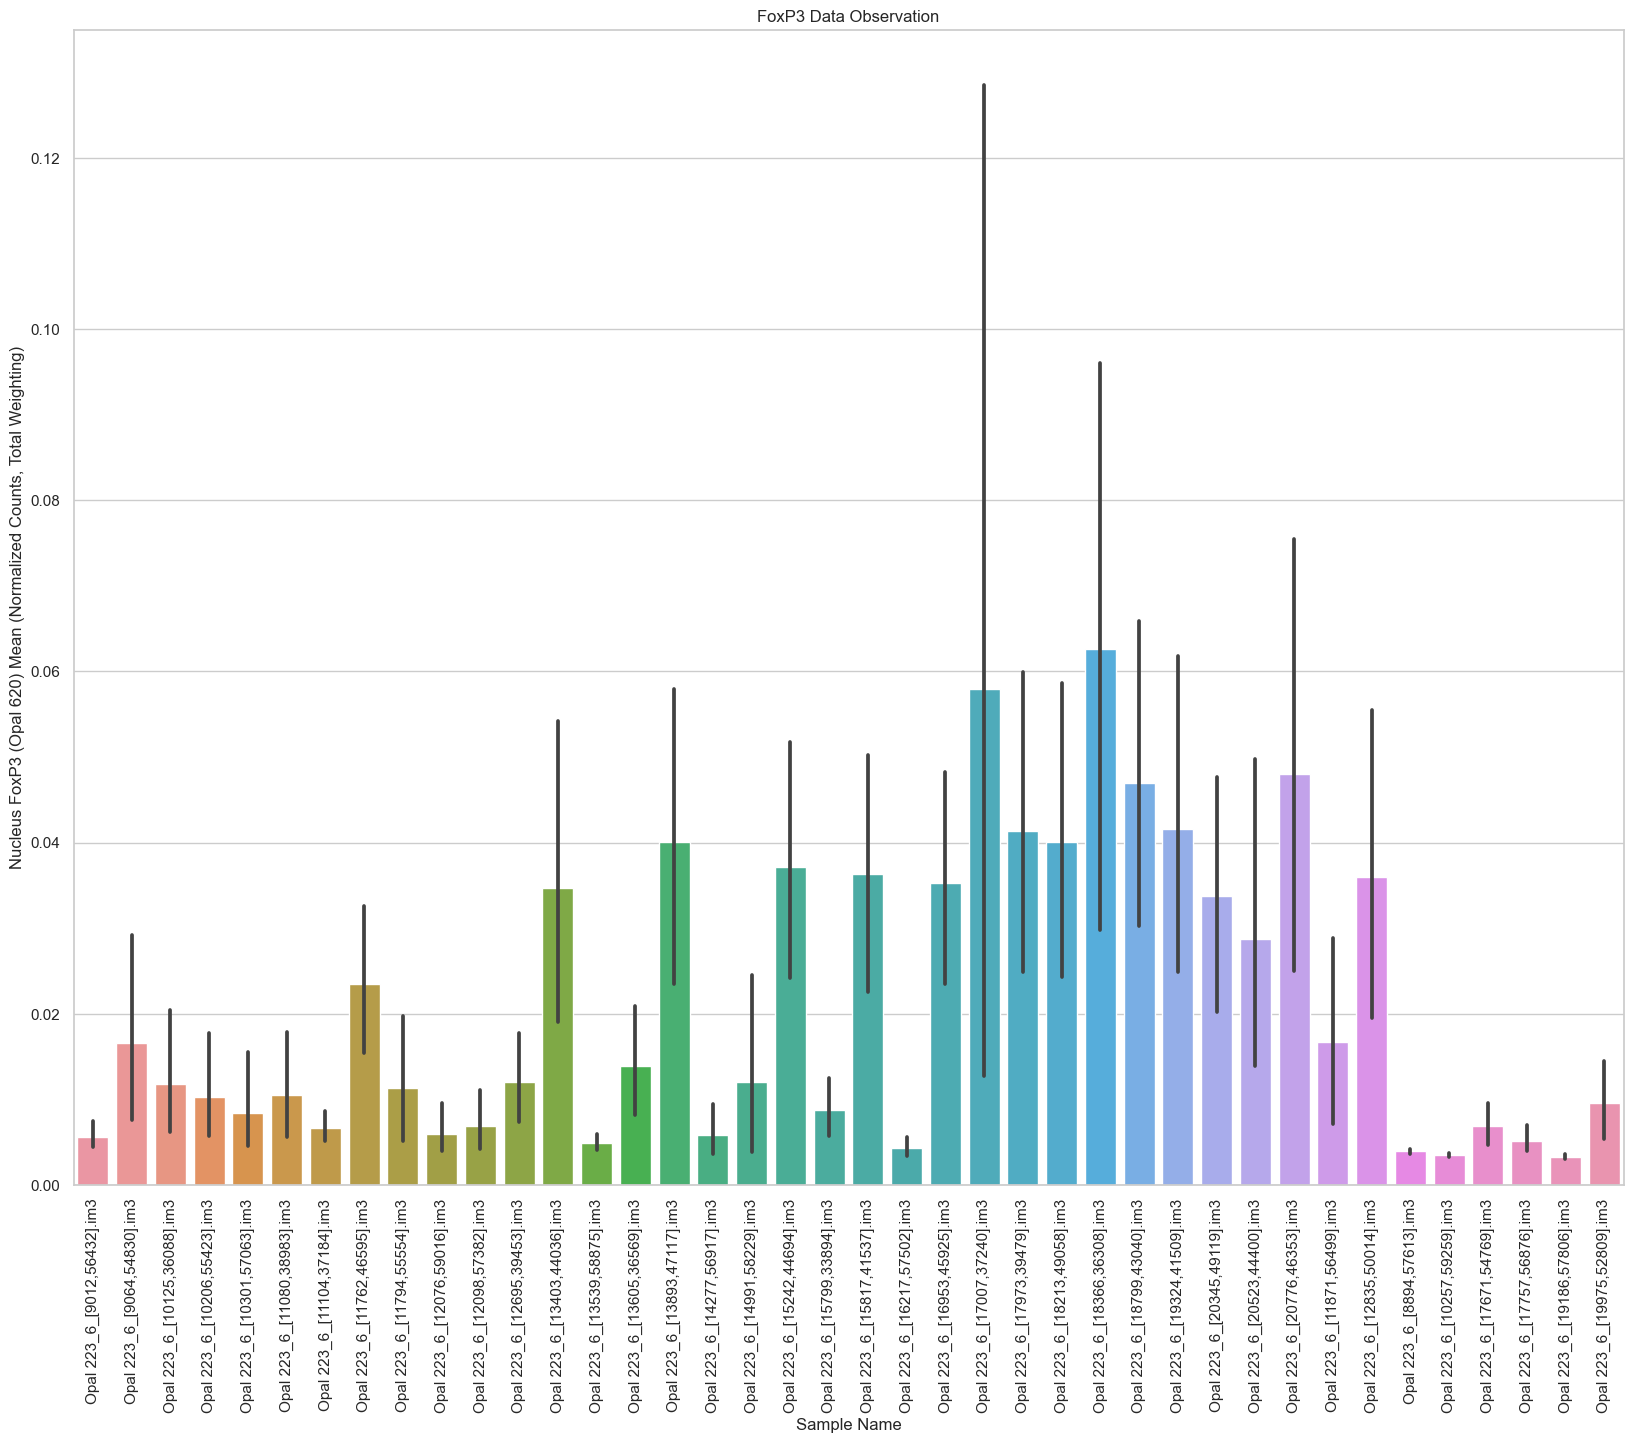 FoxP3 Data Observation
Nucleus FoxP3 (Opal 620) Mean (Normalized Counts, Total Weighting)
0.12
0.10
0.08
0.06
0.04
0.02
0.00
Opal 223_6_[9012,56432].im3
Opal 223_6_[9064,54830].im3
Opal 223_6_[10125,36088].im3
Opal 223_6_[10206,55423].im3
Opal 223_6_[10301,57063].im3
Opal 223_6_[11080,38983].im3
Opal 223_6_[11104,37184].im3
Opal 223_6_[11762,46595].im3
Opal 223_6_[11794,55554].im3
Opal 223_6_[12076,59016].im3
Opal 223_6_[12098,57382].im3
Opal 223_6_[12695,39453].im3
Opal 223_6_[13403,44036].im3
Opal 223_6_[13539,58875].im3
Opal 223_6_[13605,36569].im3
Opal 223_6_[13893,47117].im3
Opal 223_6_[14277,56917].im3
Opal 223_6_[14991,58229].im3
Opal 223_6_[15242,44694].im3
Opal 223_6_[15799,33894].im3
Opal 223_6_[15817,41537].im3
Opal 223_6_[16217,57502].im3
Opal 223_6_[16953,45925].im3
Opal 223_6_[17007,37240].im3
Opal 223_6_[17973,39479].im3
Opal 223_6_[18213,49058].im3
Opal 223_6_[18366,36308].im3
Opal 223_6_[18799,43040].im3
Opal 223_6_[19324,41509].im3
Opal 223_6_[20345,49119].im3
Opal 223_6_[20523,44400].im3
Opal 223_6_[20776,46353].im3
Opal 223_6_[11871,56499].im3
Opal 223_6_[12835,50014].im3
Opal 223_6_[8894,57613].im3
Opal 223_6_[10257,59259].im3
Opal 223_6_[17671,54769].im3
Opal 223_6_[17757,56876].im3
Opal 223_6_[19186,57806].im3
Opal 223_6_[19975,52809].im3
Sample Name